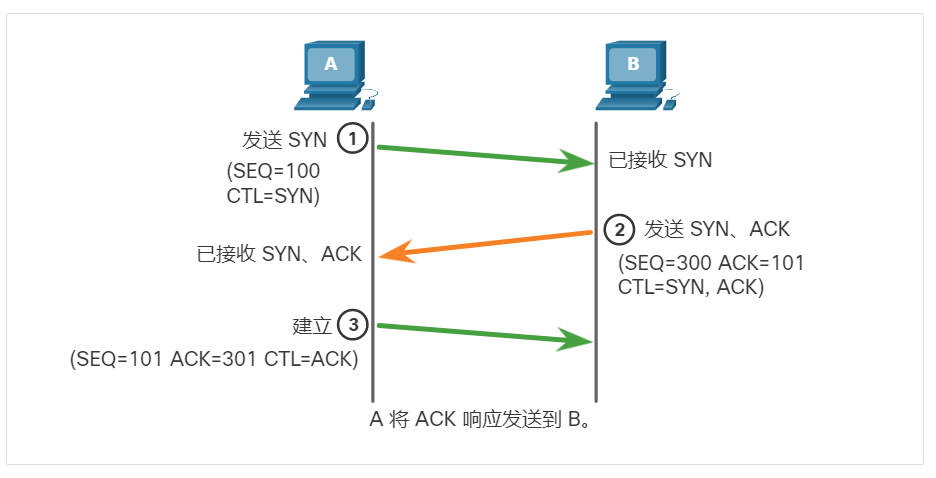 A
B
发送 SYN ①
(SEQ=100
CTL=SYN)
已接收 SYN
② 发送 SYN、ACK
(SEQ=300 ACK=101
CTL=SYN, ACK)
已接收 SYN、ACK
建立 ③
(SEQ=101 ACK=301 CTL=ACK)
A 将 ACK 响应发送到 B。